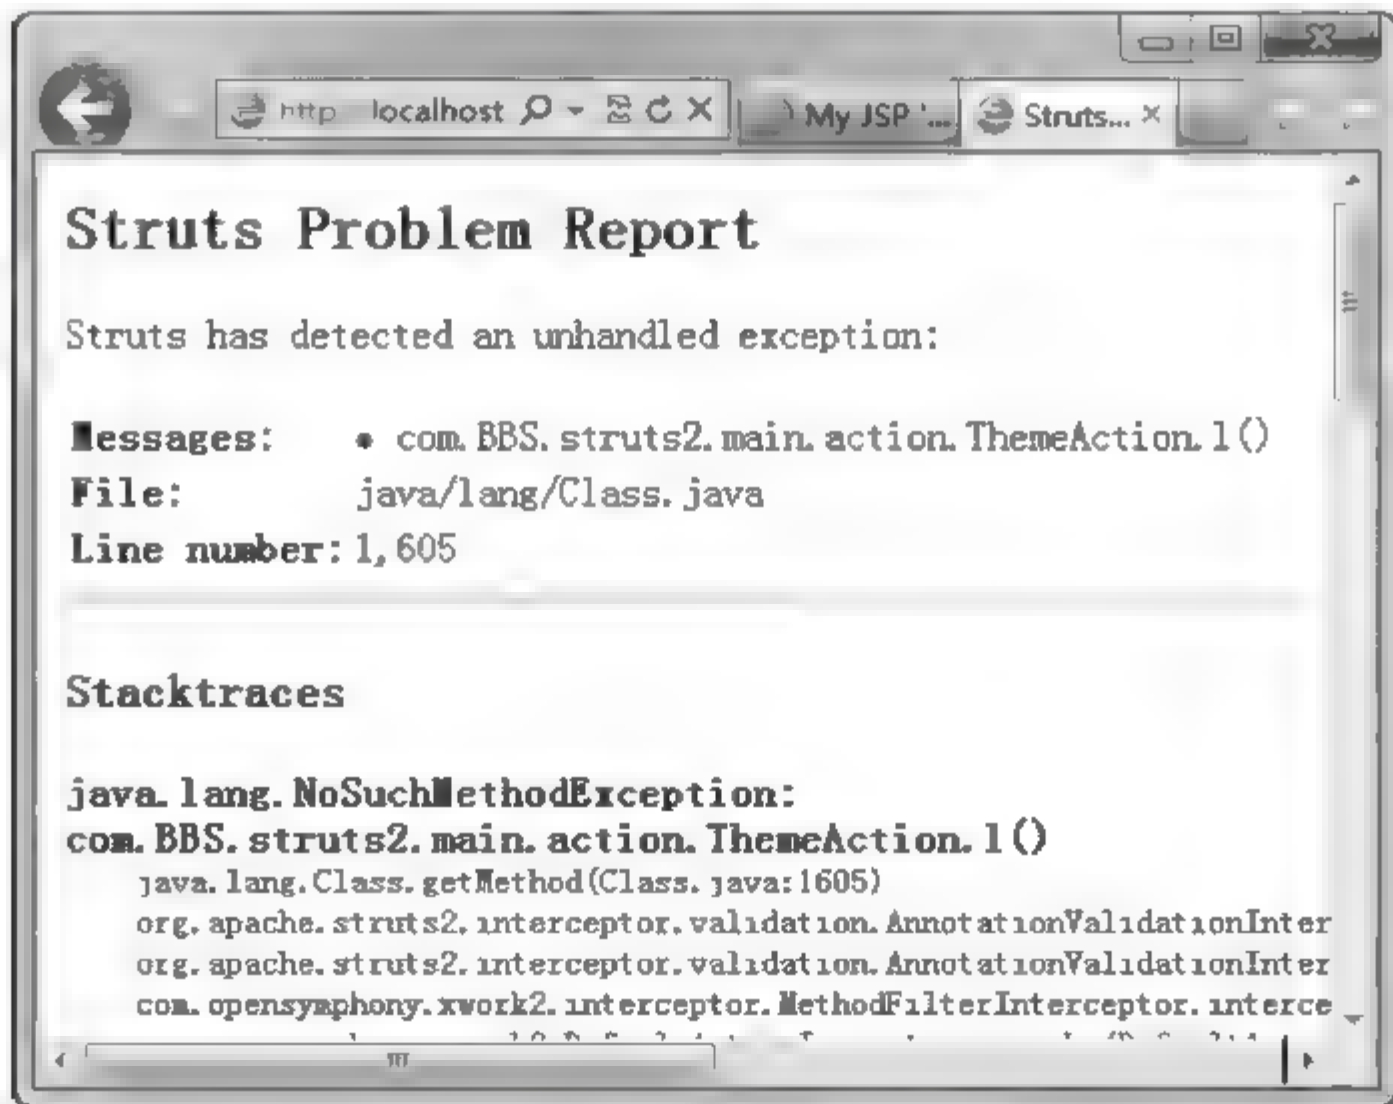 http localhost
My JSP '... Struts...
Struts Problem Report
Struts has detected an unhandled exception:
Messages: • com.BBS.struts2.main.action.ThemeAction.l()
File: java/lang/Class.java
Line number: 1,605
Stacktraces
java.lang.NoSuchMethodException:
com.BBS.struts2.main.action.ThemeAction.l()
java.lang.Class.getMethod(Class.java:1605)
org.apache.struts2.interceptor.validation.AnnotationValidationInter
org.apache.struts2.interceptor.validation.AnnotationValidationInter
com.opensymphony.xwork2.interceptor.MethodFilterInterceptor.interce